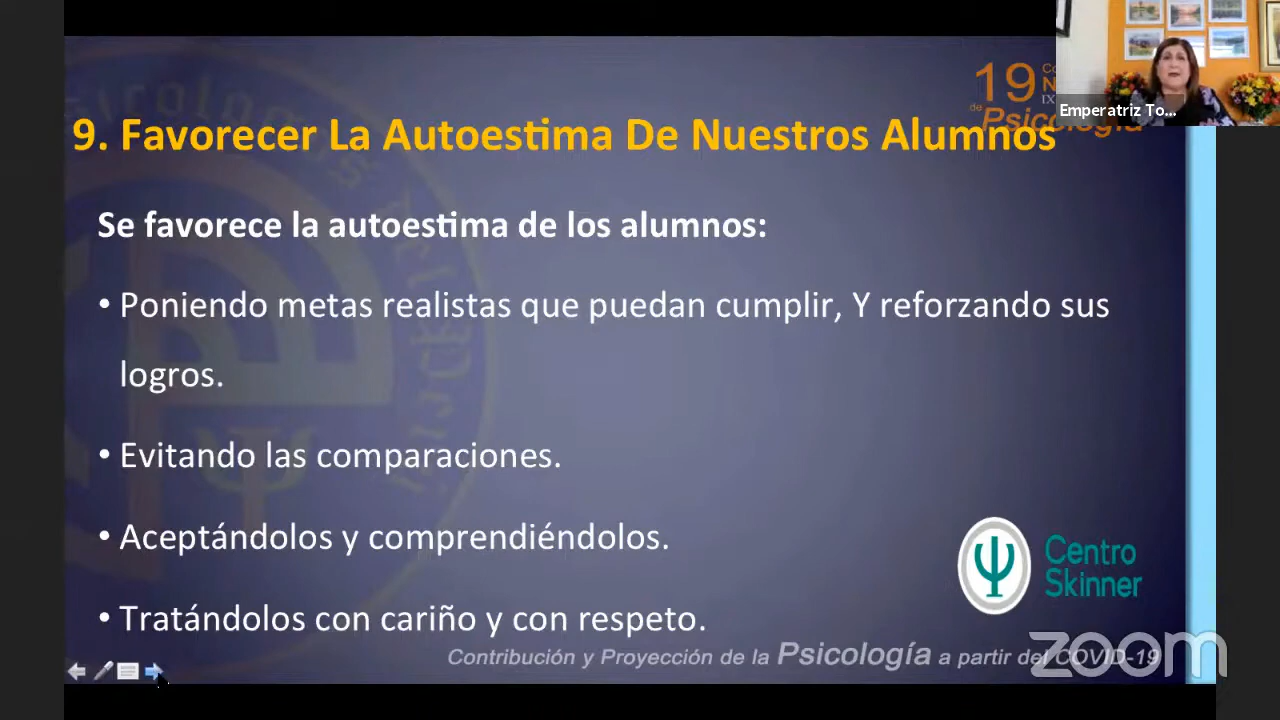 19
de
IX
Psicología
Emperatriz To...
9. Favorecer La Autoestima De Nuestros Alumnos
Se favorece la autoestima de los alumnos:
• Poniendo metas realistas que puedan cumplir, Y reforzando sus
logros.
• Evitando las comparaciones.
• Aceptándolos y comprendiéndolos.
• Tratándolos con cariño y con respeto.
Centro
Skinner
Contribución y Proyección de la Psicología a partir del COVID-19
zoom